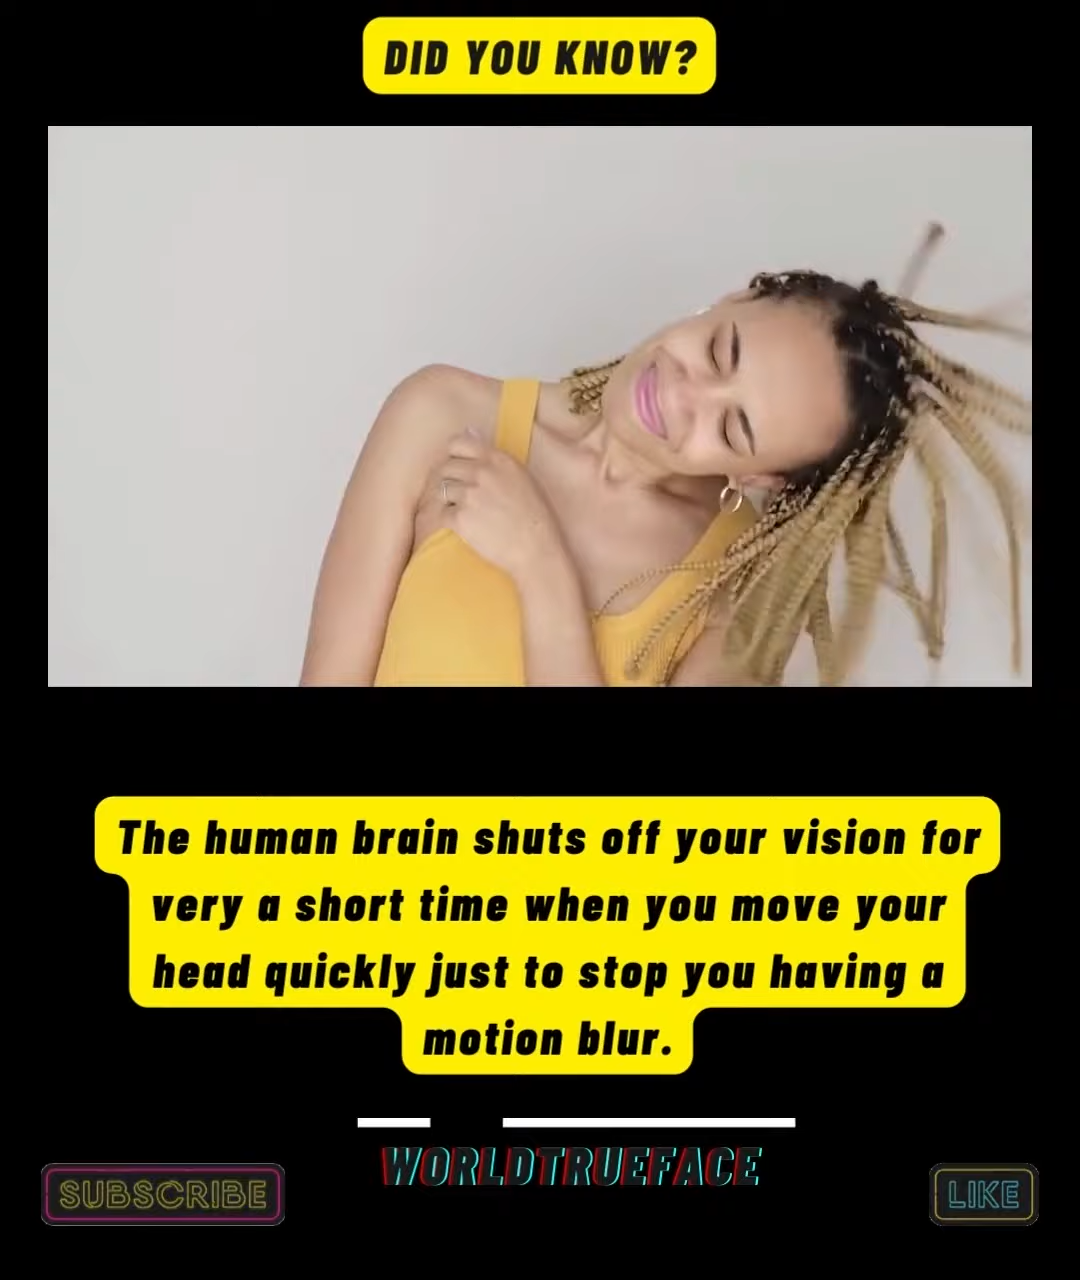 DID YOU KNOW?
The human brain shuts off your vision for
very a short time when you move your
head quickly just to stop you having a
motion blur.
WORLDTRUEFACE
SUBSCRIBE
LIKE